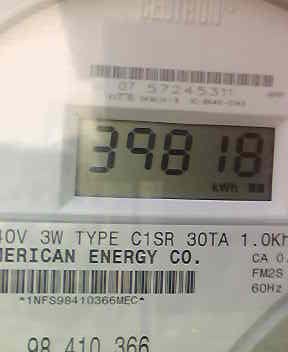 07 57245311
39818
kWh
40V 3W TYPE C1SR 30TA 1.0Kh
MERICAN ENERGY CO.
CA 0.
FM2S
60Hz
*1NFS98410366MEC*
98 410 366